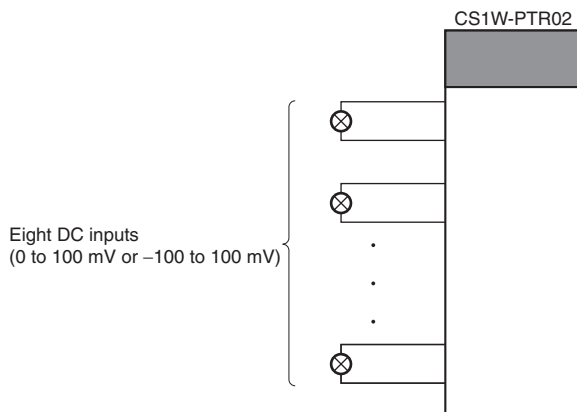 CS1W-PTR02
Eight DC inputs
(0 to 100 mV or –100 to 100 mV)